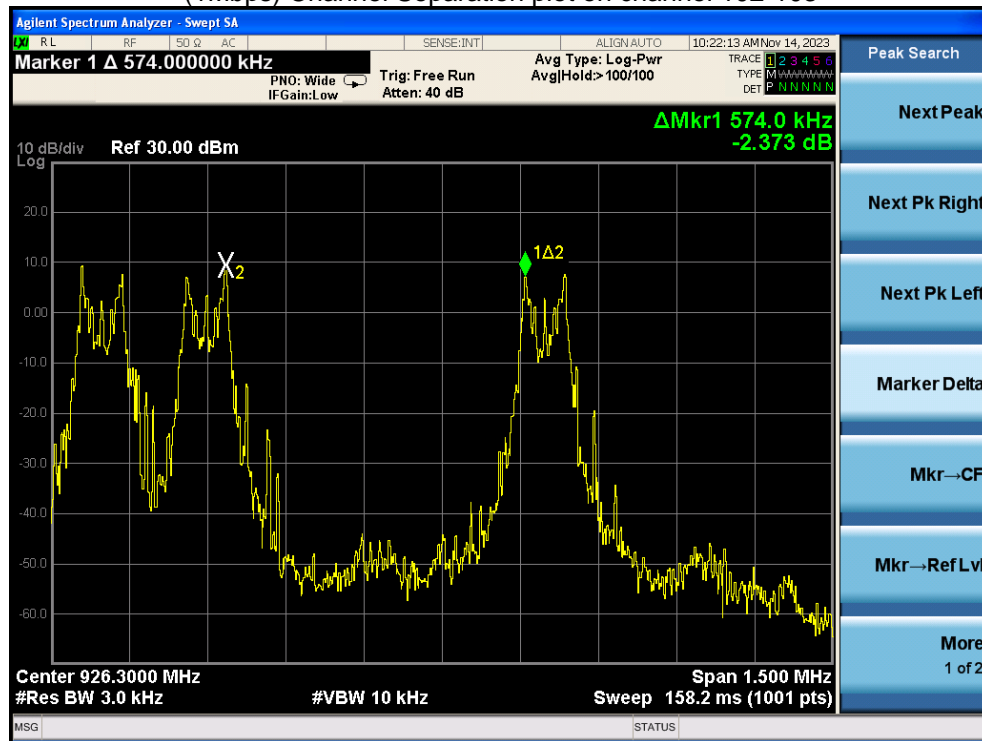 Agilent Spectrum Analyzer - Swept SA
LXI RL RF 50 Ω AC SENSE:INT ALIGN AUTO 10:22:13 AM Nov 14, 2023
Marker 1 Δ 574.000000 kHz
PNO: Wide
IFGain:Low
Trig: Free Run
Atten: 40 dB
Avg Type: Log-Pwr
Avg|Hold:>100/100
TRACE 1 2 3 4 5 6
TYPE M
DET P N N N N N
Peak Search
ΔMkr1 574.0 kHz
-2.373 dB
10 dB/div
Log
Ref 30.00 dBm
20.0
10.0
0.00
-10.0
-20.0
-30.0
-40.0
-50.0
-60.0
X2
1Δ2
Next Peak
Next Pk Right
Next Pk Left
Marker Delta
Mkr→CF
Mkr→Ref Lvl
More
1 of 2
Center 926.3000 MHz
Span 1.500 MHz
#Res BW 3.0 kHz
#VBW 10 kHz
Sweep 158.2 ms (1001 pts)
MSG
STATUS